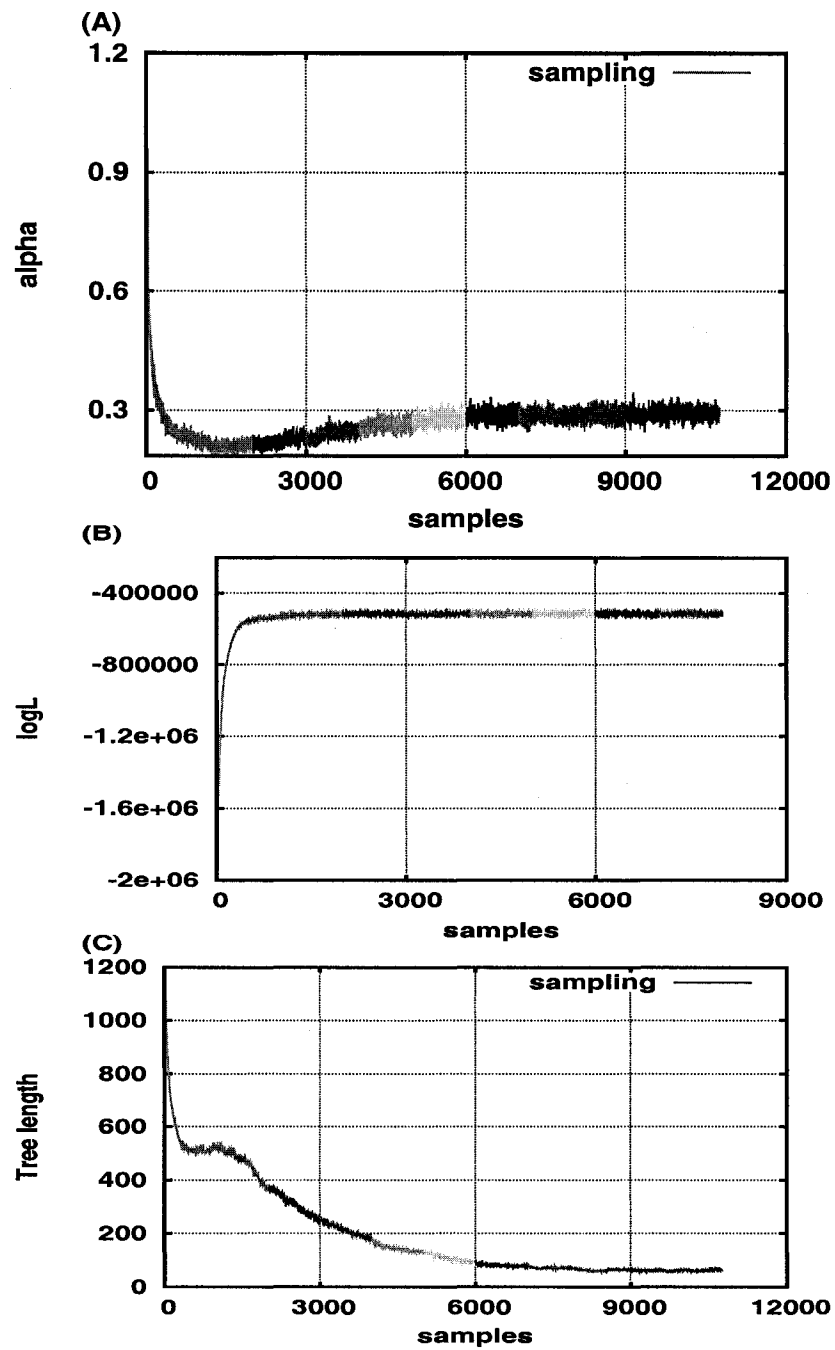 (A)
1.2
sampling
0.9
alpha
0.6
0.3
0 3000 6000 9000 12000
samples
(B)
-400000
-800000
logL
-1.2e+06
-1.6e+06
-2e+06
0 3000 6000 9000
samples
(C)
1200
sampling
1000
800
Tree length
600
400
200
0
0 3000 6000 9000 12000
samples